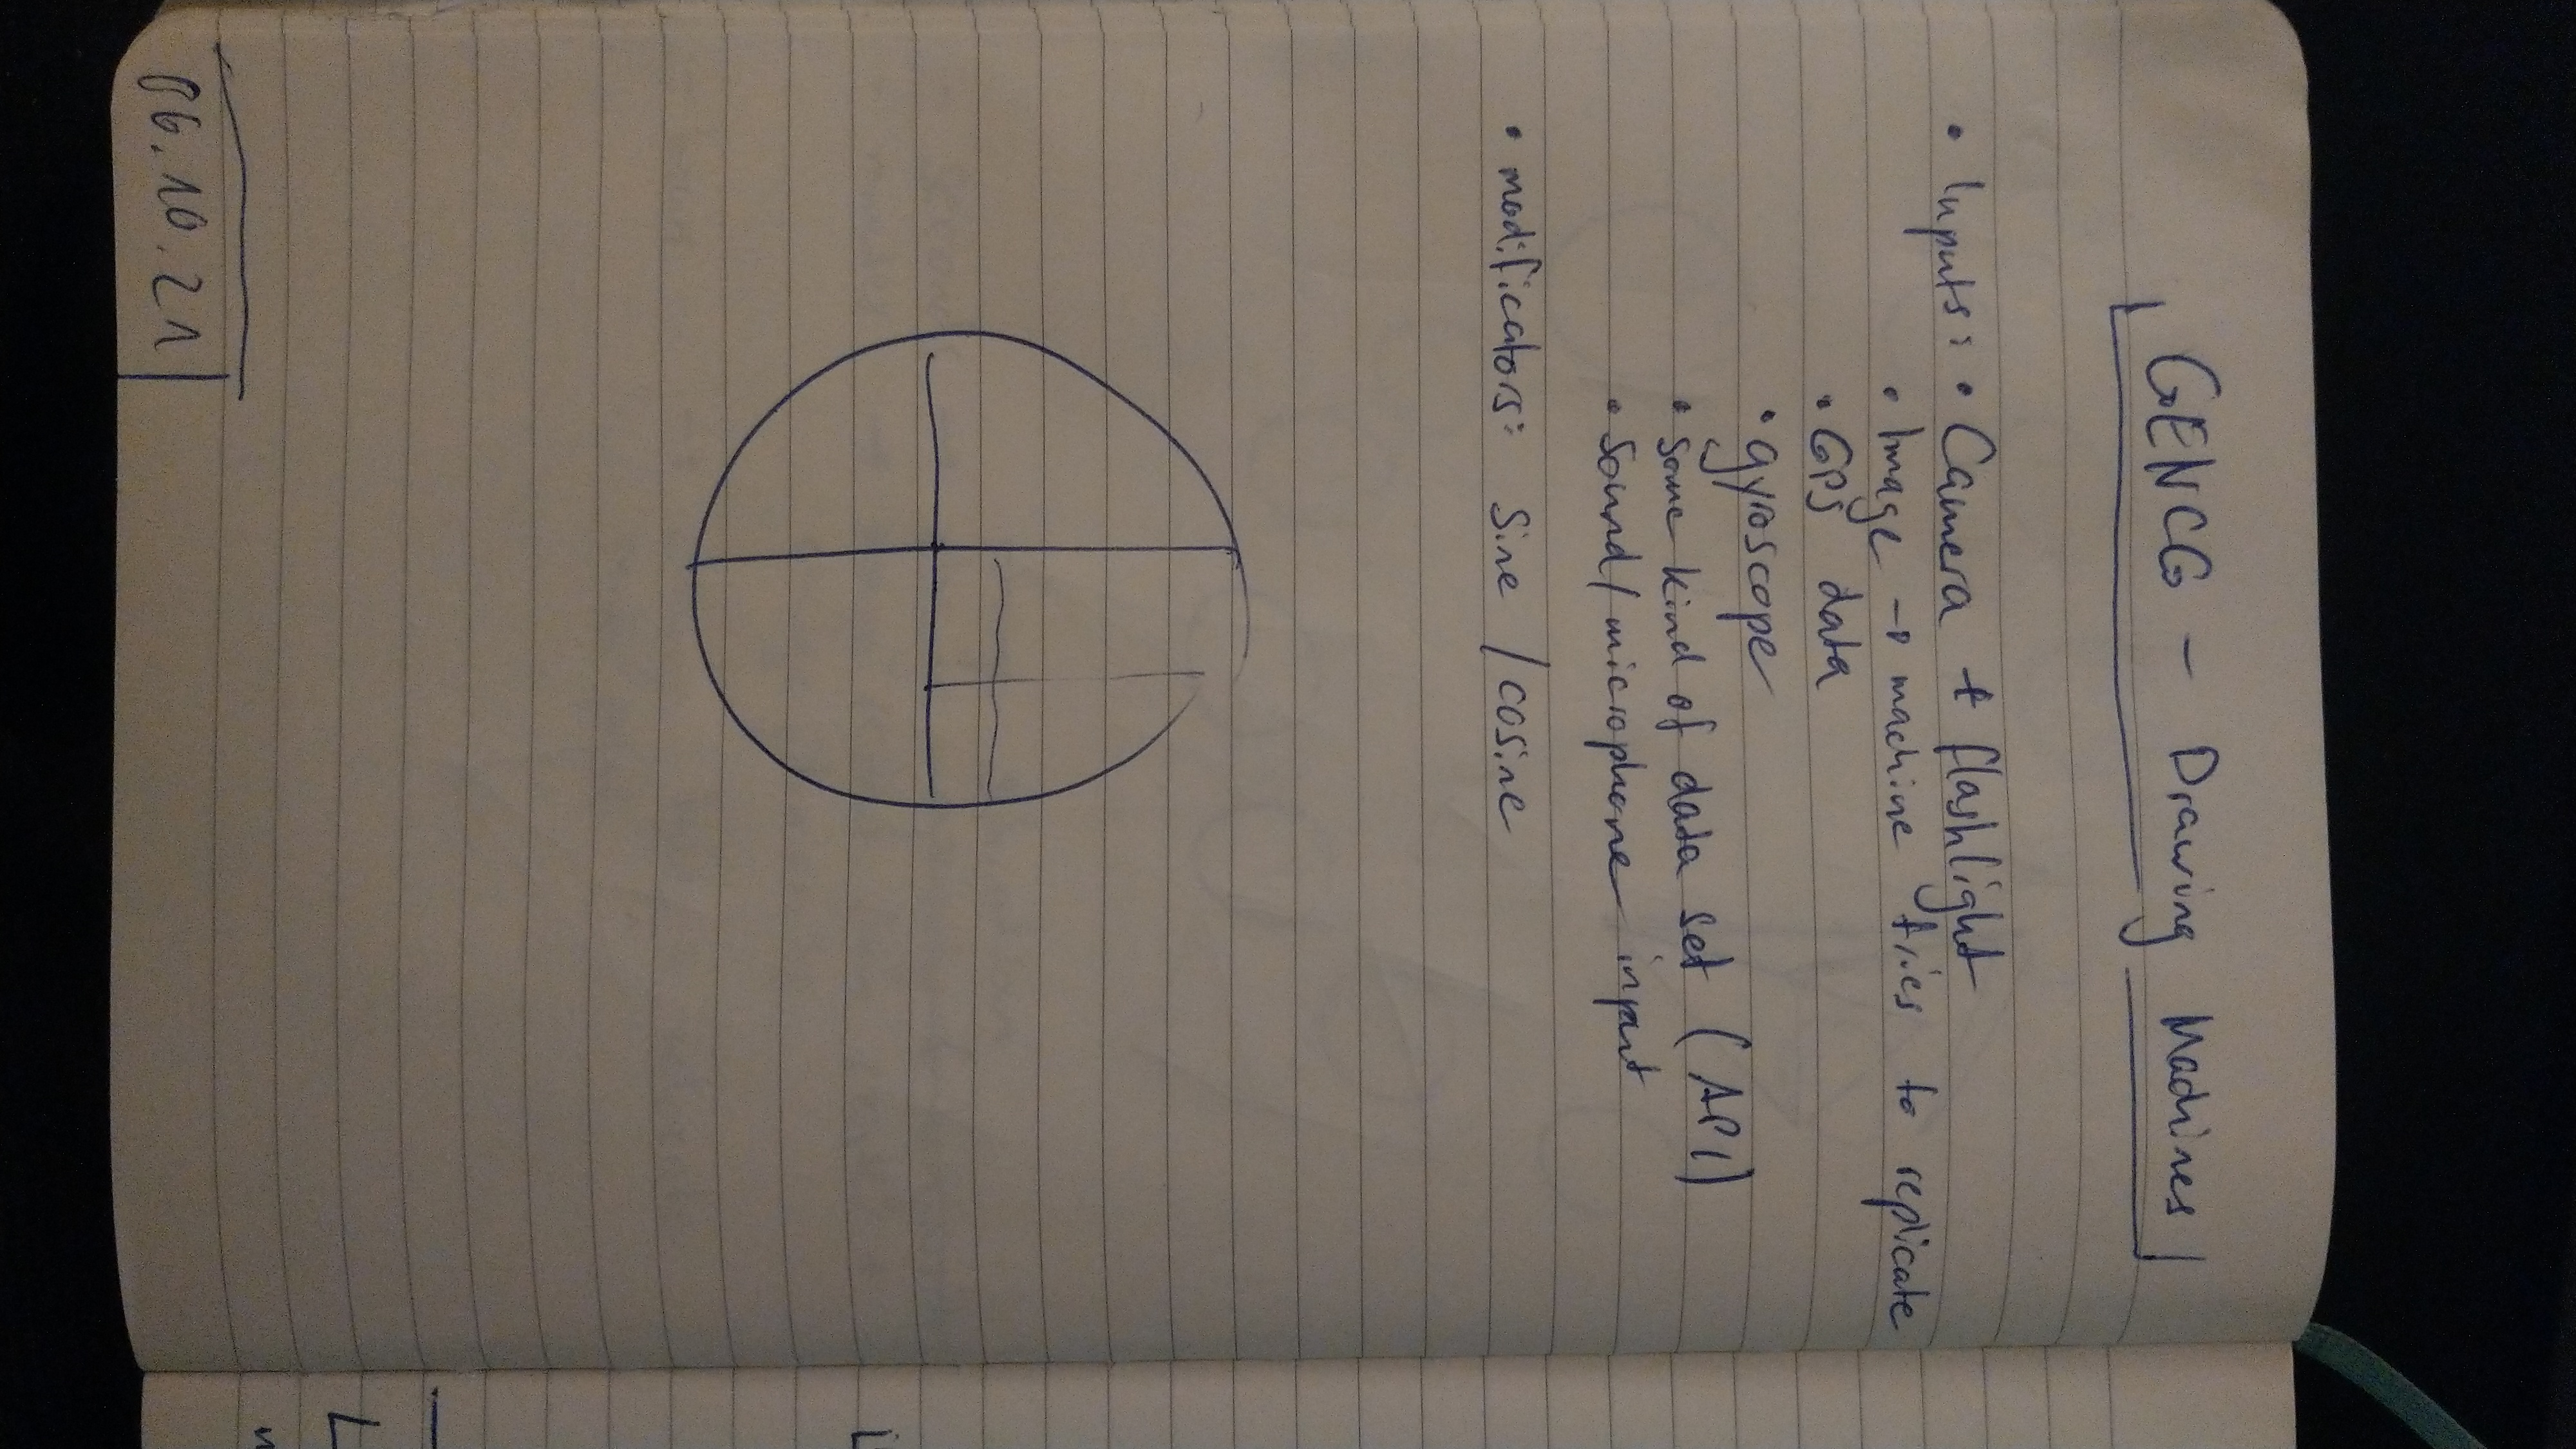 GENCG - Drawing Machines
• Inputs: • Camera + flashlight
• Image → machine tries to replicate
• GPS data
• gyroscope
• some kind of data set (API)
• sound/microphone input
• modificators: sine / cosine
06.10.21